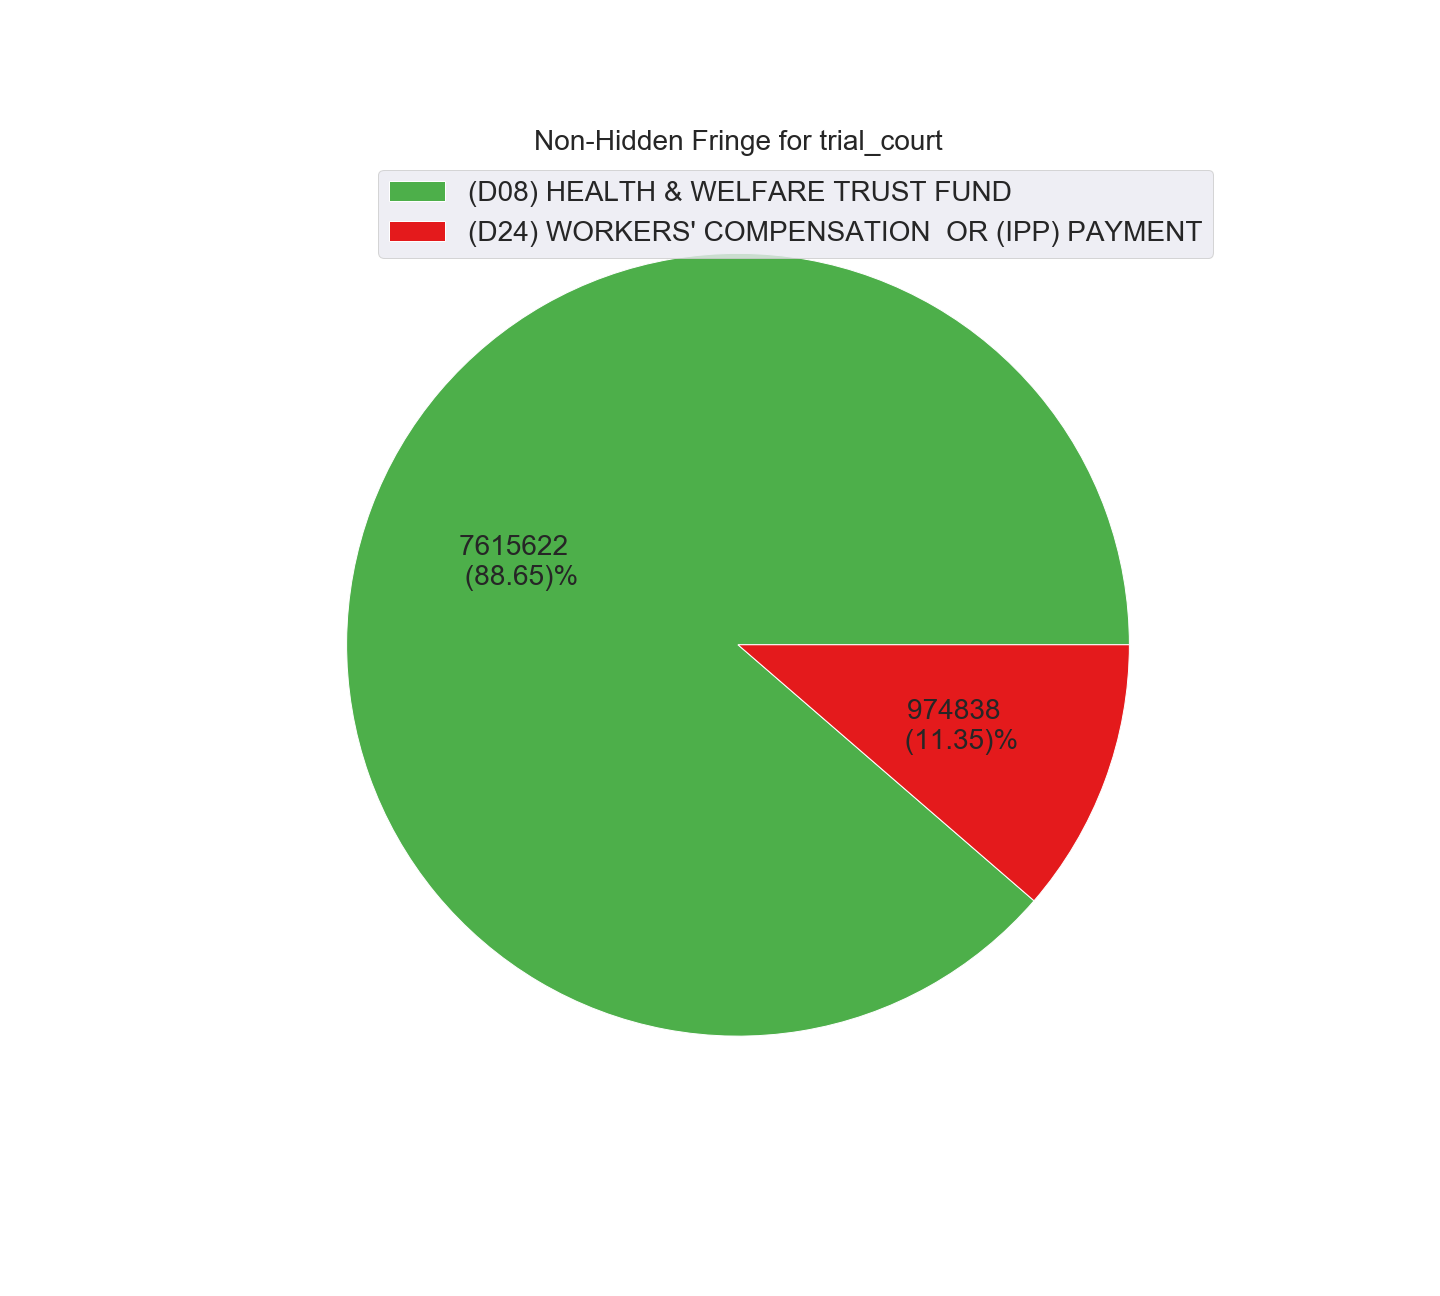 Non-Hidden Fringe for trial_court
(D08) HEALTH & WELFARE TRUST FUND
(D24) WORKERS' COMPENSATION  OR (IPP) PAYMENT
7615622
(88.65)%
974838
(11.35)%